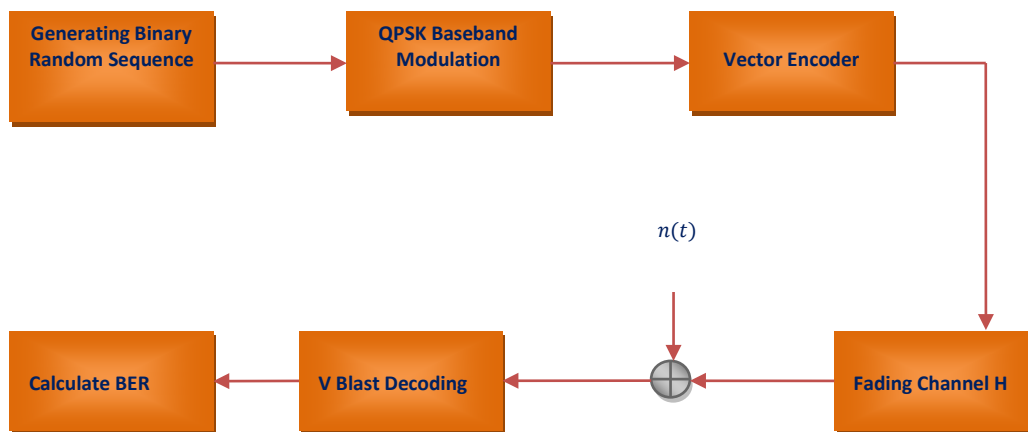 Generating Binary
Random Sequence
QPSK Baseband
Modulation
Vector Encoder
n(t)
Calculate BER
V Blast Decoding
Fading Channel H